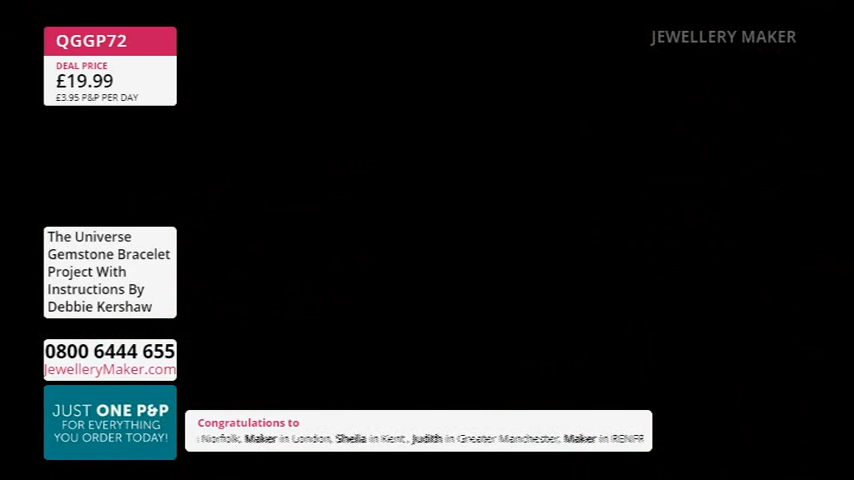 QGGP72
DEAL PRICE
£19.99
£3.95 P&P PER DAY
JEWELLERY MAKER
The Universe
Gemstone Bracelet
Project With
Instructions By
Debbie Kershaw
0800 6444 655
JewelleryMaker.com
JUST ONE P&P
FOR EVERYTHING
YOU ORDER TODAY!
Congratulations to
Norfolk, Maker in London, Sheila in Kent, Judith in Greater Manchester, Maker in RENFR